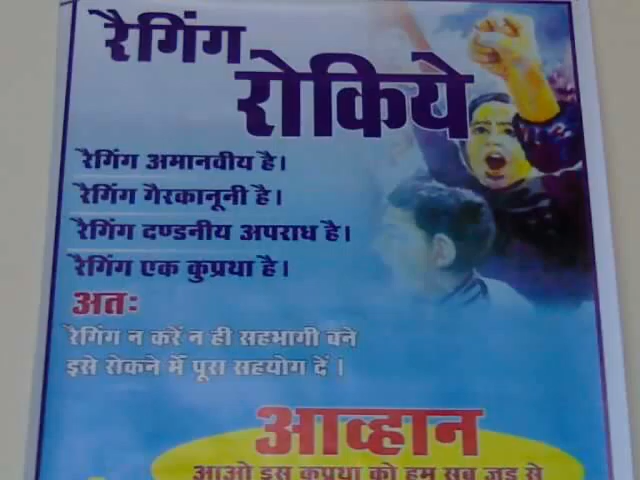 रैगिंग
रोकिये
रैगिंग अमानवीय है।
रैगिंग गैरकानूनी है।
रैगिंग दण्डनीय अपराध है।
रैगिंग एक कुप्रथा है।
अतः
रैगिंग न करें न ही सहभागी बने
इसे रोकने में पूरा सहयोग दें।
आव्हान
आओ इस कुप्रथा को हम सब जड़ से